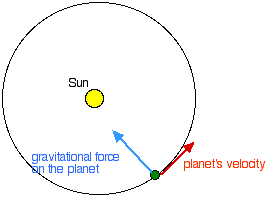 Sun
gravitational force
on the planet
planet's velocity